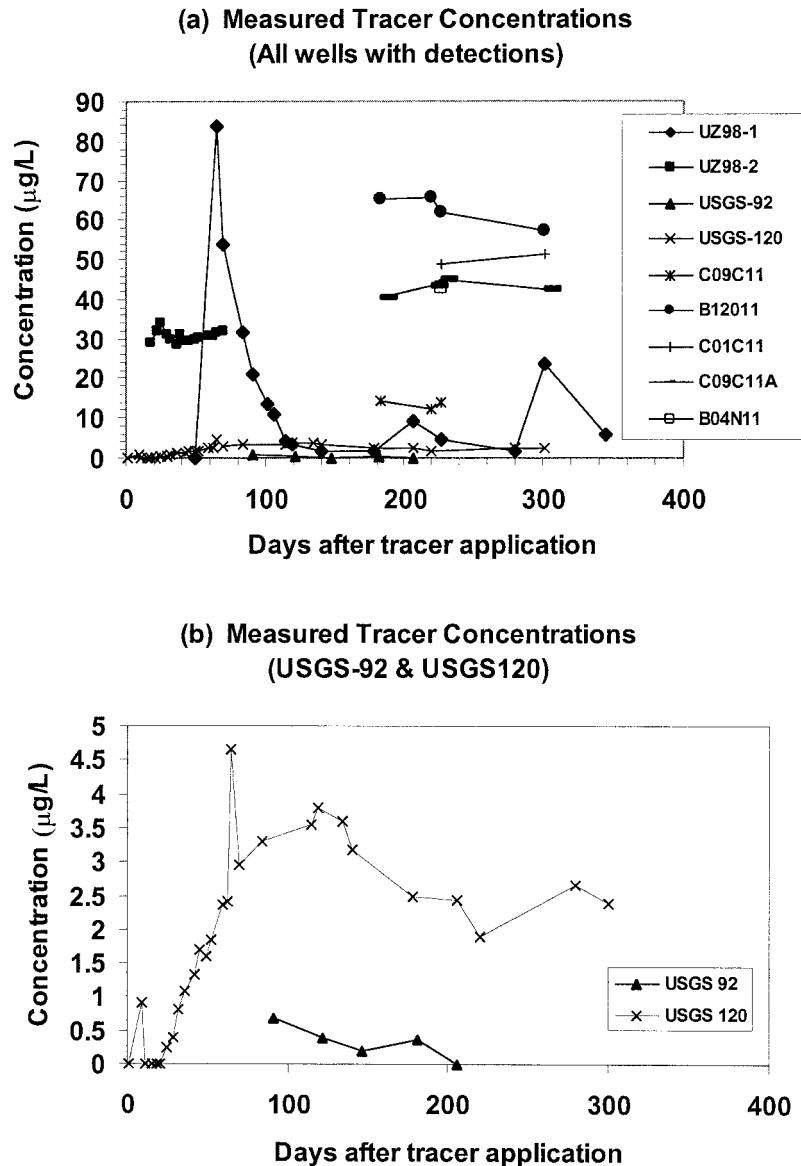 (a) Measured Tracer Concentrations
(All wells with detections)
Concentration (µg/L)
90
80
70
60
50
40
30
20
10
0
0 100 200 300 400
Days after tracer application
UZ98-1
UZ98-2
USGS-92
USGS-120
C09C11
B12011
C01C11
C09C11A
B04N11
(b) Measured Tracer Concentrations
(USGS-92 & USGS120)
Concentration (µg/L)
5
4.5
4
3.5
3
2.5
2
1.5
1
0.5
0
0 100 200 300 400
Days after tracer application
USGS 92
USGS 120